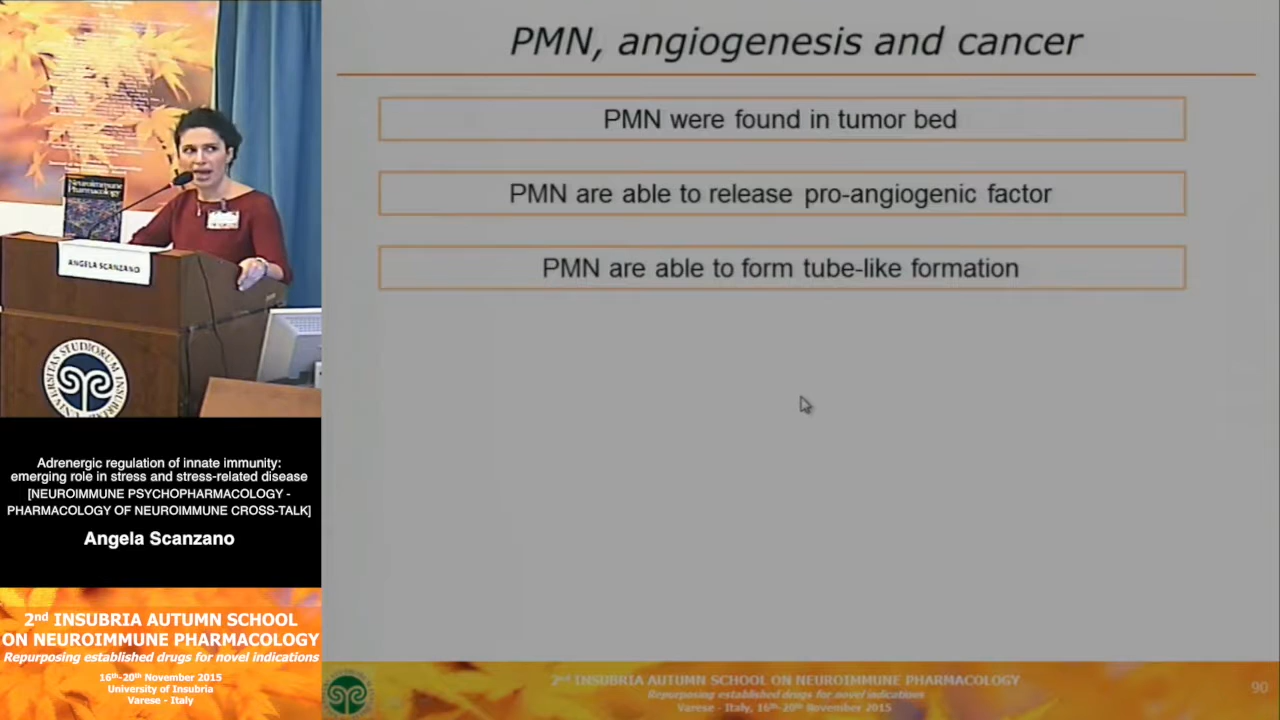 PMN, angiogenesis and cancer
PMN were found in tumor bed
PMN are able to release pro-angiogenic factor
PMN are able to form tube-like formation
Neuroimmune
Pharmacology
ANGELA SCANZANO
Adrenergic regulation of innate immunity:
emerging role in stress and stress-related disease
[NEUROIMMUNE PSYCHOPHARMACOLOGY -
PHARMACOLOGY OF NEUROIMMUNE CROSS-TALK]
Angela Scanzano
2nd INSUBRIA AUTUMN SCHOOL
ON NEUROIMMUNE PHARMACOLOGY
Repurposing established drugs for novel indications
16th-20th November 2015
University of Insubria
Varese - Italy
2nd INSUBRIA AUTUMN SCHOOL ON NEUROIMMUNE PHARMACOLOGY
Repurposing established drugs for novel indications
Varese - Italy, 16th-20th November 2015
90